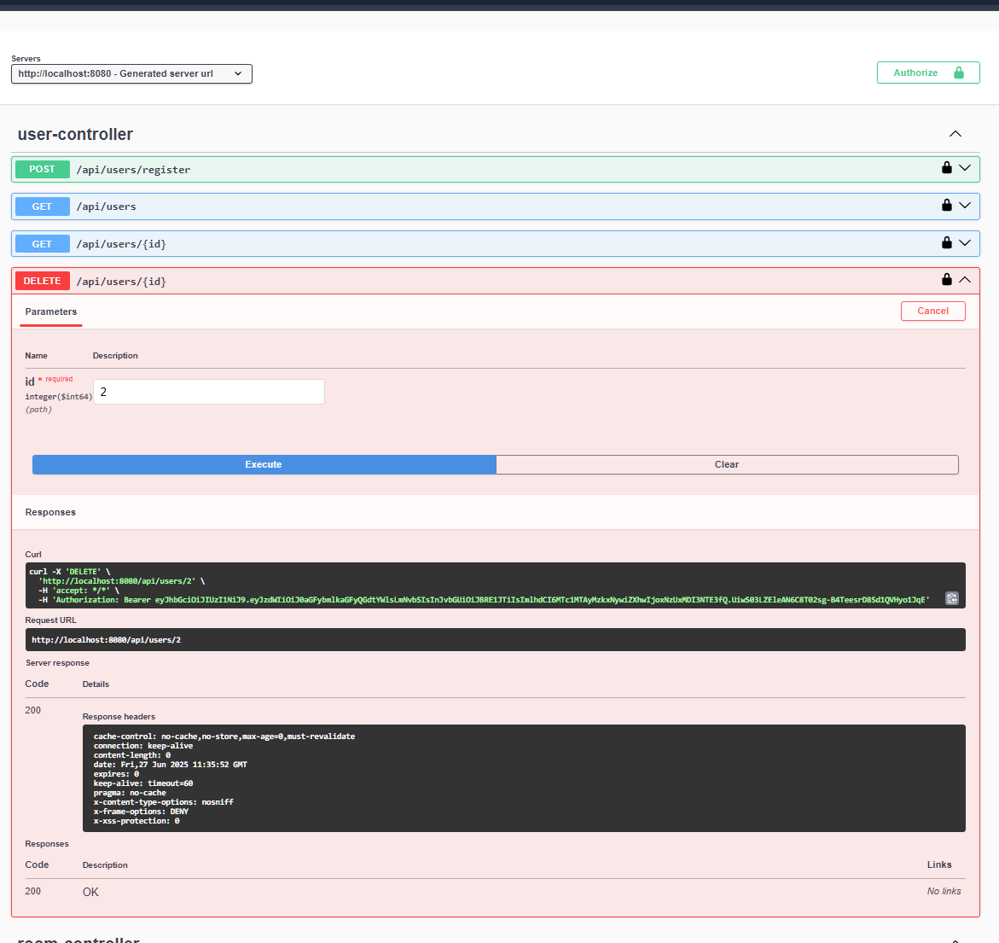 Servers
http://localhost:8080 - Generated server url
Authorize
user-controller
POST /api/users/register
GET /api/users
GET /api/users/{id}
DELETE /api/users/{id}
Parameters
Cancel
Name Description
id * required
integer($int64)
(path)
2
Execute Clear
Responses
Curl
curl -X 'DELETE' \
'http://localhost:8080/api/users/2' \
-H 'accept: */*' \
-H 'Authorization: Bearer eyJhbGciOiJIUzI1NiJ9.eyJzdWIiOiJ0aGFybmlkaGFyQGdtYWlsLmNvbSIsInJvbGUiOiJBRE1JTiIsImlhdCI6MTc1MTAyMzkxNywiZXhwIjoxNzUxMDI3NTE3fQ.UiwS03LZEleAN6C8T02sg-B4TeesrD8Sd1QVHyo1JqE'
Request URL
http://localhost:8080/api/users/2
Server response
Code Details
200
Response headers
cache-control: no-cache,no-store,max-age=0,must-revalidate
connection: keep-alive
content-length: 0
date: Fri,27 Jun 2025 11:35:52 GMT
expires: 0
keep-alive: timeout=60
pragma: no-cache
x-content-type-options: nosniff
x-frame-options: DENY
x-xss-protection: 0
Responses
Code Description Links
200 OK No links
room-controller